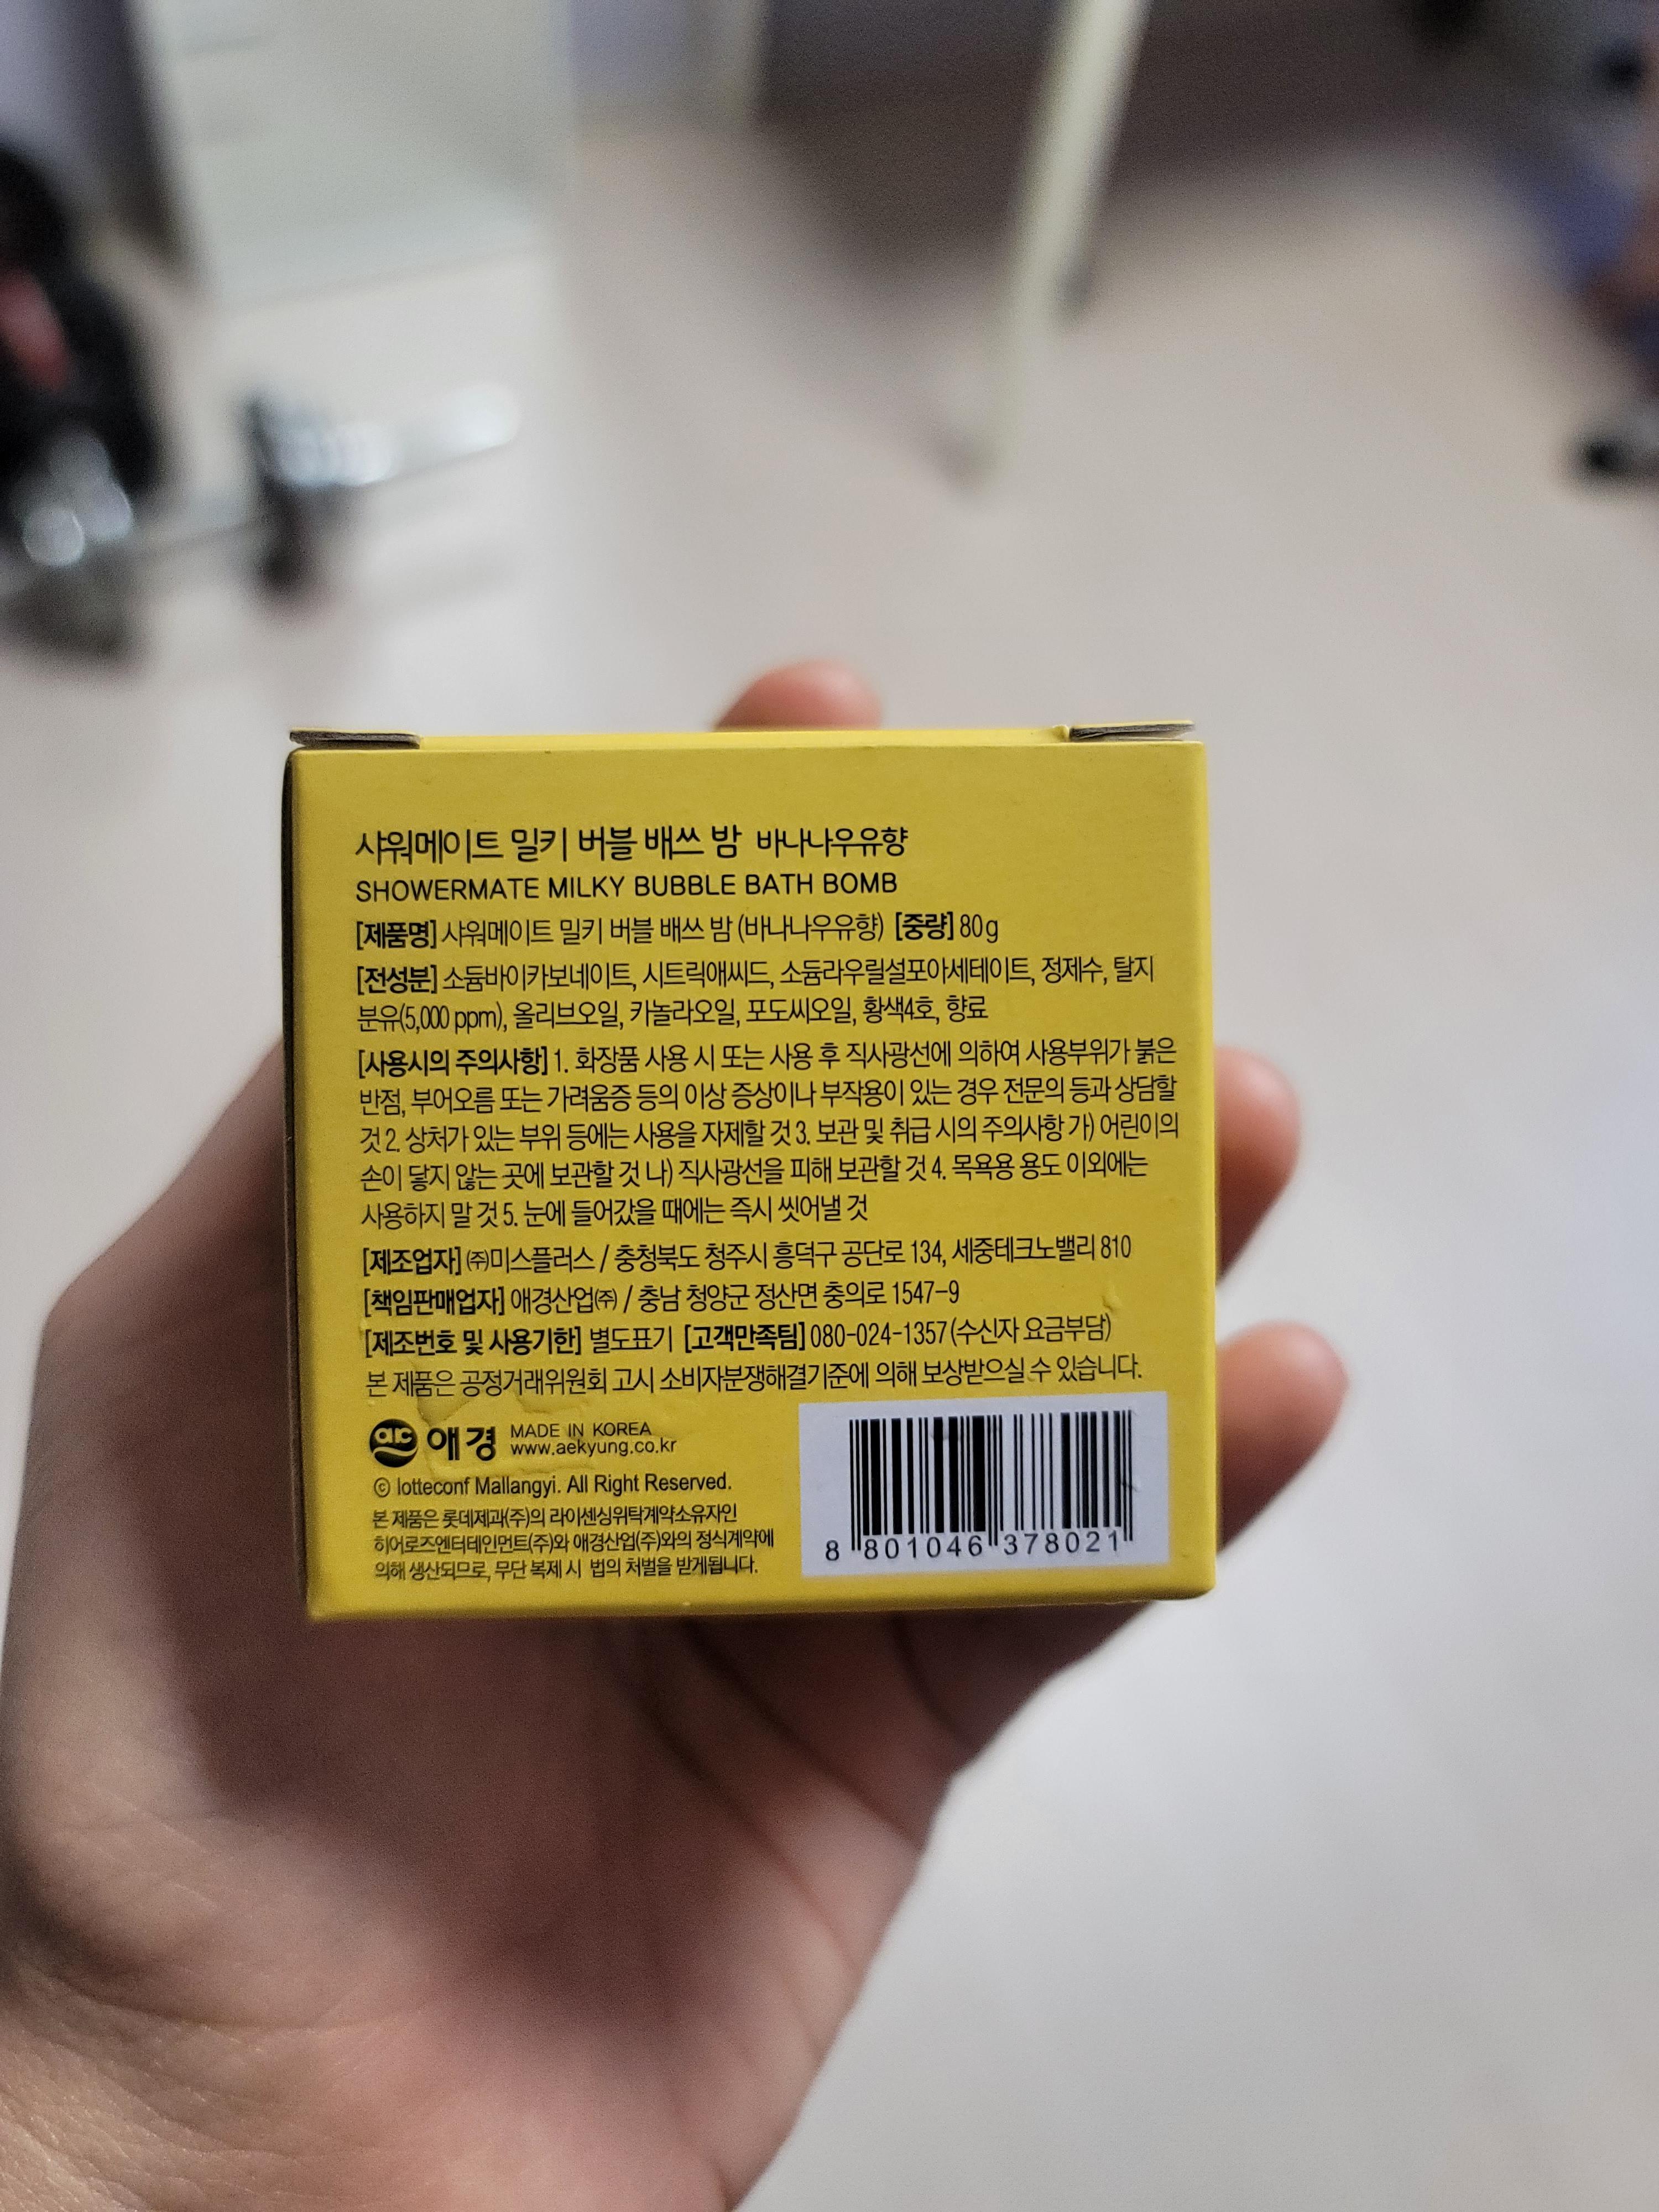 샤워메이트 밀키 버블 배쓰 밤 바나나우유향
SHOWERMATE MILKY BUBBLE BATH BOMB
[제품명] 샤워메이트 밀키 버블 배쓰 밤 (바나나우유향) [중량] 80g
[전성분] 소듐바이카보네이트, 시트릭애씨드, 소듐라우릴설포아세테이트, 정제수, 탈지
분유(5,000 ppm), 올리브오일, 카놀라오일, 포도씨오일, 황색4호, 향료
[사용시의 주의사항] 1. 화장품 사용 시 또는 사용 후 직사광선에 의하여 사용부위가 붉은
반점, 부어오름 또는 가려움증 등의 이상 증상이나 부작용이 있는 경우 전문의 등과 상담할
것 2. 상처가 있는 부위 등에는 사용을 자제할 것 3. 보관 및 취급 시의 주의사항 가) 어린이의
손이 닿지 않는 곳에 보관할 것 나) 직사광선을 피해 보관할 것 4. 목욕용 용도 이외에는
사용하지 말 것 5. 눈에 들어갔을 때에는 즉시 씻어낼 것
[제조업자] ㈜미스플러스 / 충청북도 청주시 흥덕구 공단로 134, 세중테크노밸리 810
[책임판매업자] 애경산업㈜ / 충남 청양군 정산면 충의로 1547-9
[제조번호 및 사용기한] 별도표기 [고객만족팀] 080-024-1357(수신자 요금부담)
본 제품은 공정거래위원회 고시 소비자분쟁해결기준에 의해 보상받으실 수 있습니다.
ac 애경 MADE IN KOREA
www.aekyung.co.kr
ⓒ lotteconf Mallangyi. All Right Reserved.
본 제품은 롯데제과(주)의 라이센싱위탁계약소유자인
히어로즈엔터테인먼트(주)와 애경산업(주)와의 정식계약에
의해 생산되므로, 무단 복제 시 법의 처벌을 받게됩니다.
8 801046 378021